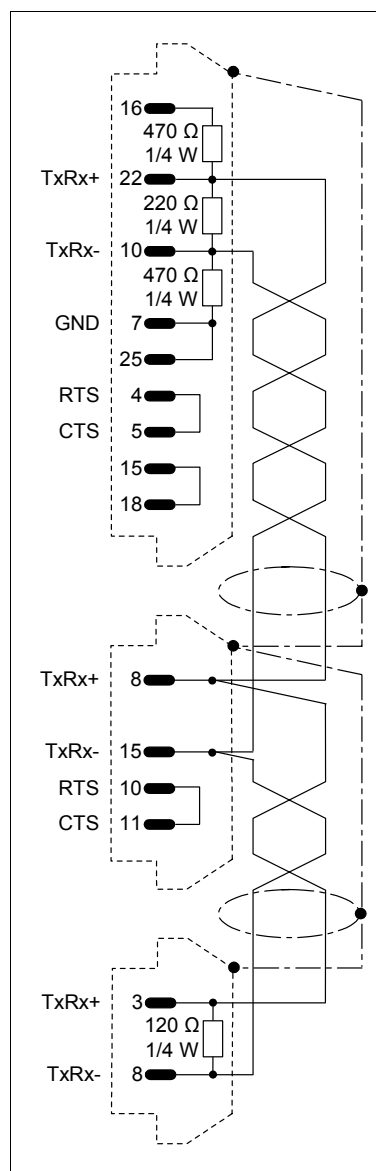 16
470 Ω
1/4 W
TxRx+ 22
220 Ω
1/4 W
TxRx- 10
470 Ω
1/4 W
GND 7
25
RTS 4
CTS 5
15
18
TxRx+ 8
TxRx- 15
RTS 10
CTS 11
TxRx+ 3
120 Ω
1/4 W
TxRx- 8